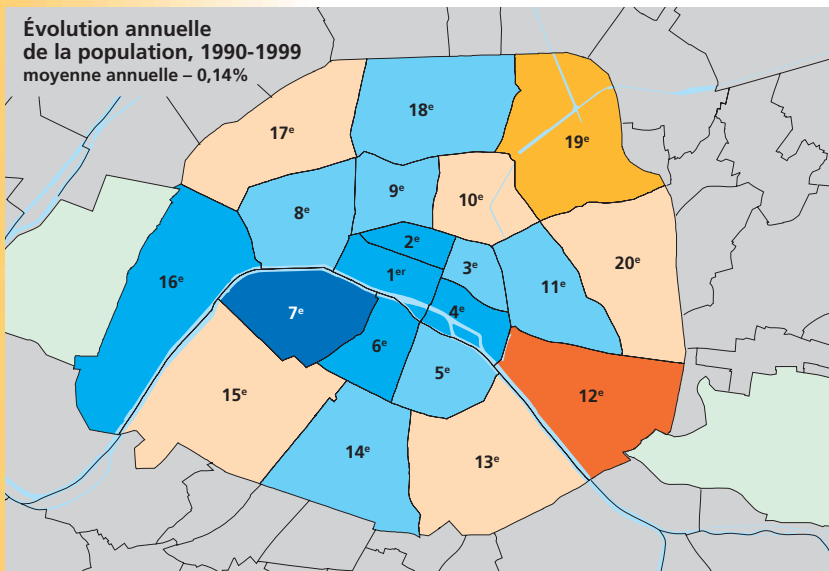 Évolution annuelle
de la population, 1990-1999
moyenne annuelle – 0,14%
18e
17e
19e
9e
10e
8e
2e
20e
3e
1er
16e
11e
4e
7e
6e
5e
15e
12e
14e
13e